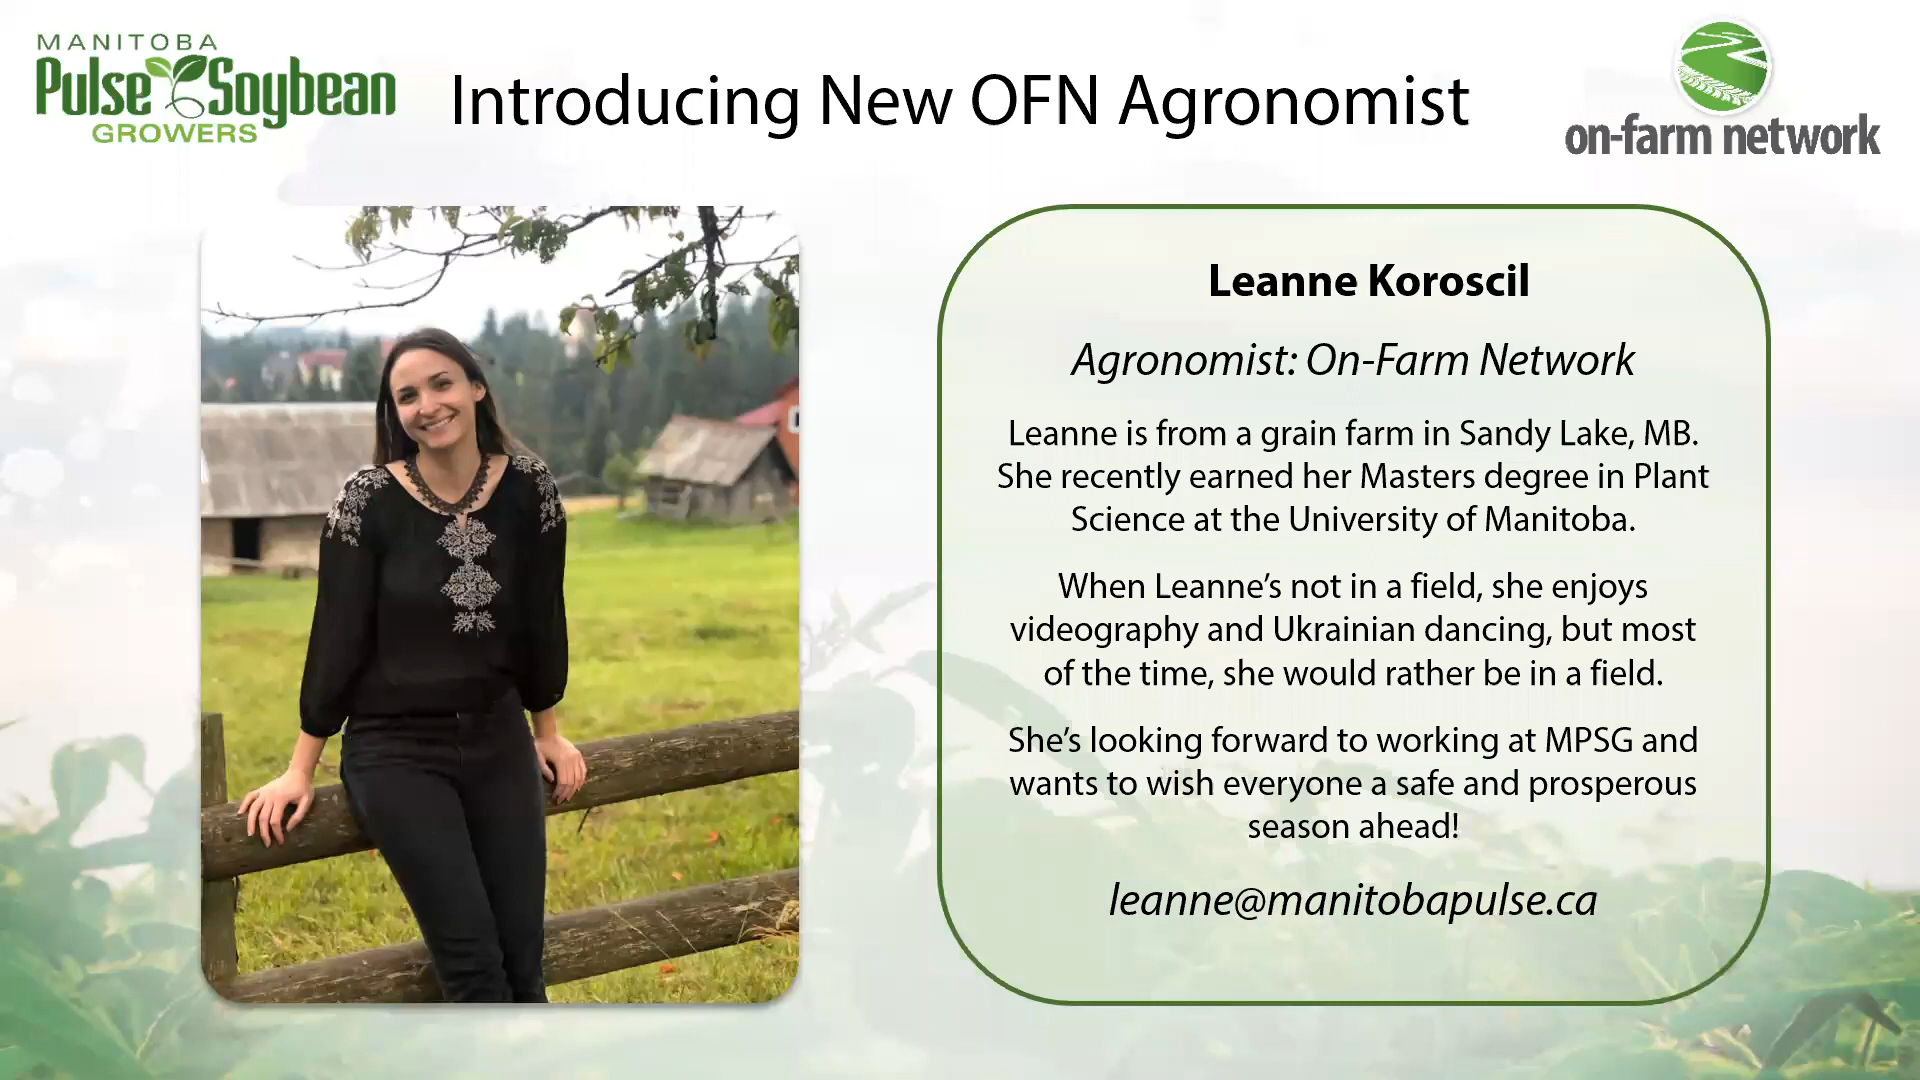 MANITOBA
Pulse Soybean
GROWERS
Introducing New OFN Agronomist
on-farm network
Leanne Koroscil
Agronomist: On-Farm Network
Leanne is from a grain farm in Sandy Lake, MB.
She recently earned her Masters degree in Plant
Science at the University of Manitoba.
When Leanne’s not in a field, she enjoys
videography and Ukrainian dancing, but most
of the time, she would rather be in a field.
She’s looking forward to working at MPSG and
wants to wish everyone a safe and prosperous
season ahead!
leanne@manitobapulse.ca